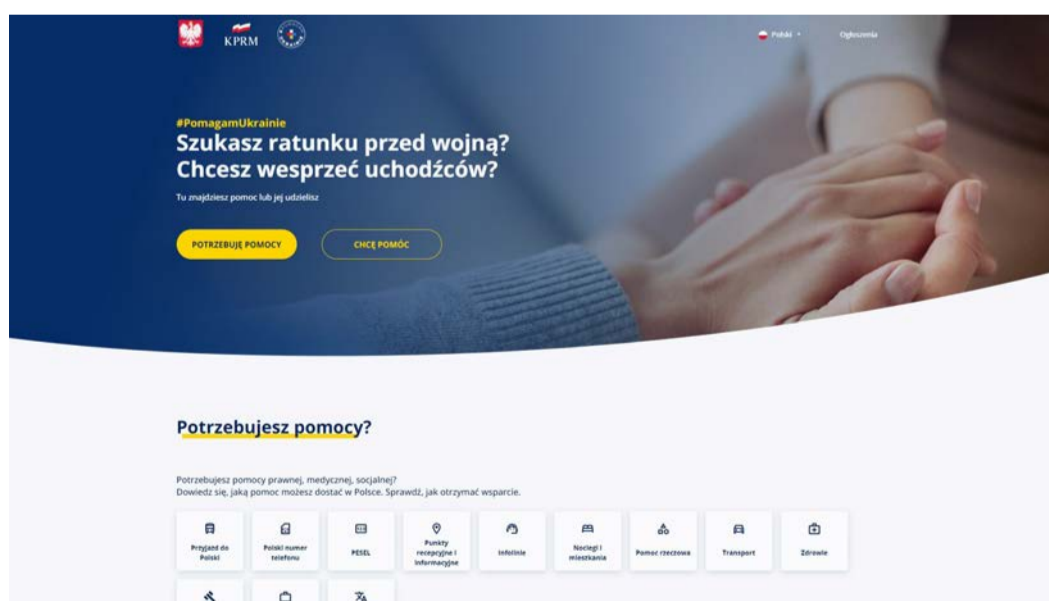 KPRM
Polski
Ogłoszenia
#PomagamUkrainie
Szukasz ratunku przed wojną?
Chcesz wesprzeć uchodźców?
Tu znajdziesz pomoc lub jej udzielisz
POTRZEBUJĘ POMOCY
CHCĘ POMÓC
Potrzebujesz pomocy?
Potrzebujesz pomocy prawnej, medycznej, socjalnej?
Dowiedz się, jaką pomoc możesz dostać w Polsce. Sprawdź, jak otrzymać wsparcie.
Przyjazd do
Polski
Polski numer
telefonu
PESEL
Punkty
recepcyjne i
informacyjne
Infolinie
Noclegi i
mieszkania
Pomoc rzeczowa
Transport
Zdrowie